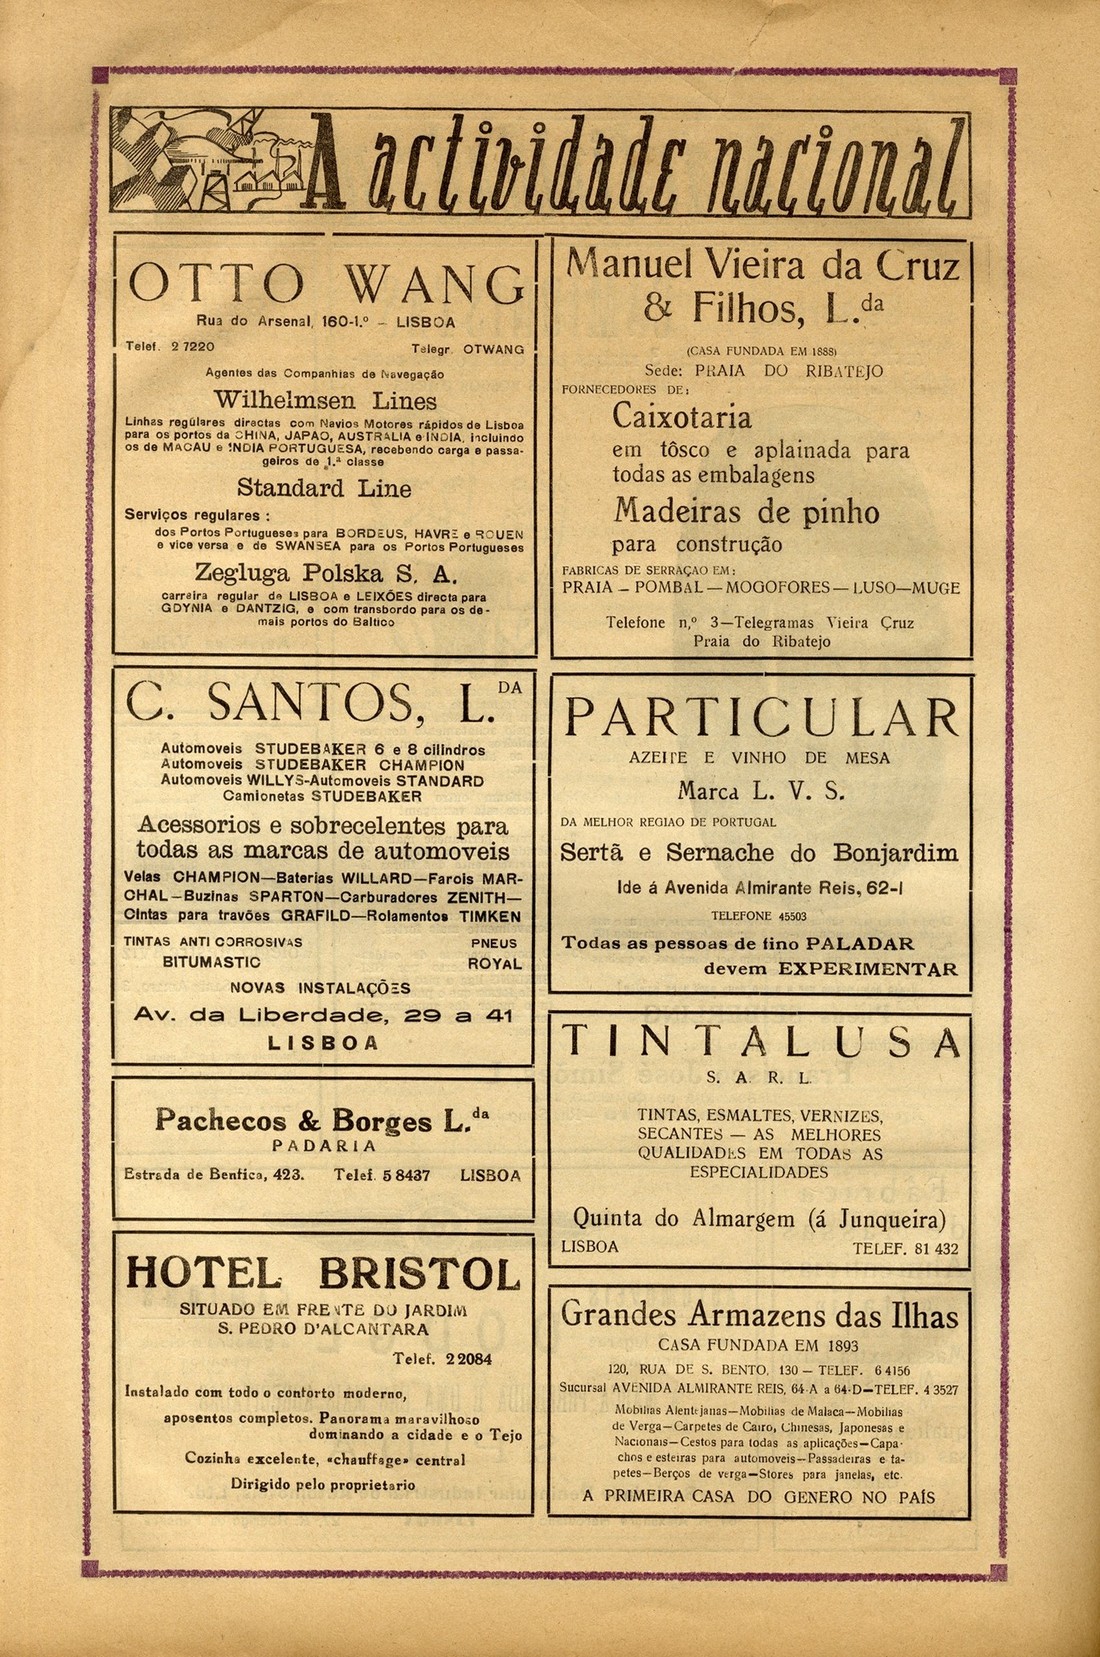 A actividade nacional
OTTO WANG
Rua do Arsenal, 160-1.º – LISBOA
Telef. 2 7220 Telegr. OTWANG
Agentes das Companhias de Navegação
Wilhelmsen Lines
Linhas regulares directas com Navios Motores rápidos de Lisboa
para os portos da CHINA, JAPAO, AUSTRALIA e INDIA, incluindo
os de MACAU e INDIA PORTUGUESA, recebendo carga e passa-
geiros de 1.ª classe
Standard Line
Serviços regulares :
dos Portos Portugueses para BORDEUS, HAVRE e ROUEN
e vice versa e de SWANSEA para os Portos Portugueses
Zegluga Polska S. A.
carreira regular de LISBOA e LEIXÕES directa para
GDYNIA e DANTZIG, e com transbordo para os de-
mais portos do Baltico
C. SANTOS, L.DA
Automoveis STUDEBAKER 6 e 8 cilindros
Automoveis STUDEBAKER CHAMPION
Automoveis WILLYS-Automoveis STANDARD
Camionetas STUDEBAKER
Acessorios e sobrecelentes para
todas as marcas de automoveis
Velas CHAMPION—Baterias WILLARD—Farois MAR-
CHAL—Buzinas SPARTON—Carburadores ZENITH—
Cintas para travões GRAFILD—Rolamentos TIMKEN
TINTAS ANTI CORROSIVAS PNEUS
BITUMASTIC ROYAL
NOVAS INSTALAÇÕES
Av. da Liberdade, 29 a 41
LISBOA
Pachecos & Borges L.da
PADARIA
Estrada de Bentica, 423. Telef. 5 8437 LISBOA
HOTEL BRISTOL
SITUADO EM FRENTE DO JARDIM
S. PEDRO D'ALCANTARA
Telef. 2 2084
Instalado com todo o contorto moderno,
aposentos completos. Panorama maravilhoso
dominando a cidade e o Tejo
Cozinha excelente, «chauffage» central
Dirigido pelo proprietario
Manuel Vieira da Cruz
& Filhos, L.da
(CASA FUNDADA EM 1888)
Sede: PRAIA DO RIBATEJO
FORNECEDORES DE:
Caixotaria
em tôsco e aplainada para
todas as embalagens
Madeiras de pinho
para construção
FABRICAS DE SERRAÇAO EM:
PRAIA – POMBAL — MOGOFORES — LUSO—MUGE
Telefone n,º 3—Telegramas Vieira Cruz
Praia do Ribatejo
PARTICULAR
AZEITE E VINHO DE MESA
Marca L. V. S.
DA MELHOR REGIAO DE PORTUGAL
Sertã e Sernache do Bonjardim
Ide á Avenida Almirante Reis, 62-I
TELEFONE 45503
Todas as pessoas de fino PALADAR
devem EXPERIMENTAR
TINTALUSA
S. A. R. L.
TINTAS, ESMALTES, VERNIZES,
SECANTES — AS MELHORES
QUALIDADES EM TODAS AS
ESPECIALIDADES
Quinta do Almargem (á Junqueira)
LISBOA TELEF. 81 432
Grandes Armazens das Ilhas
CASA FUNDADA EM 1893
120, RUA DE S. BENTO, 130 — TELEF. 6 4156
Sucursal AVENIDA ALMIRANTE REIS, 64-A a 64-D—TELEF. 4 3527
Mobilias Alentejanas—Mobilias de Malaca—Mobilias
de Verga—Carpetes de Cairo, Chinesas, Japonesas e
Nacionais—Cestos para todas as aplicações—Capa-
chos e esteiras para automoveis—Passadeiras e ta-
petes—Berços de verga—Stores para janelas, etc.
A PRIMEIRA CASA DO GENERO NO PAÍS